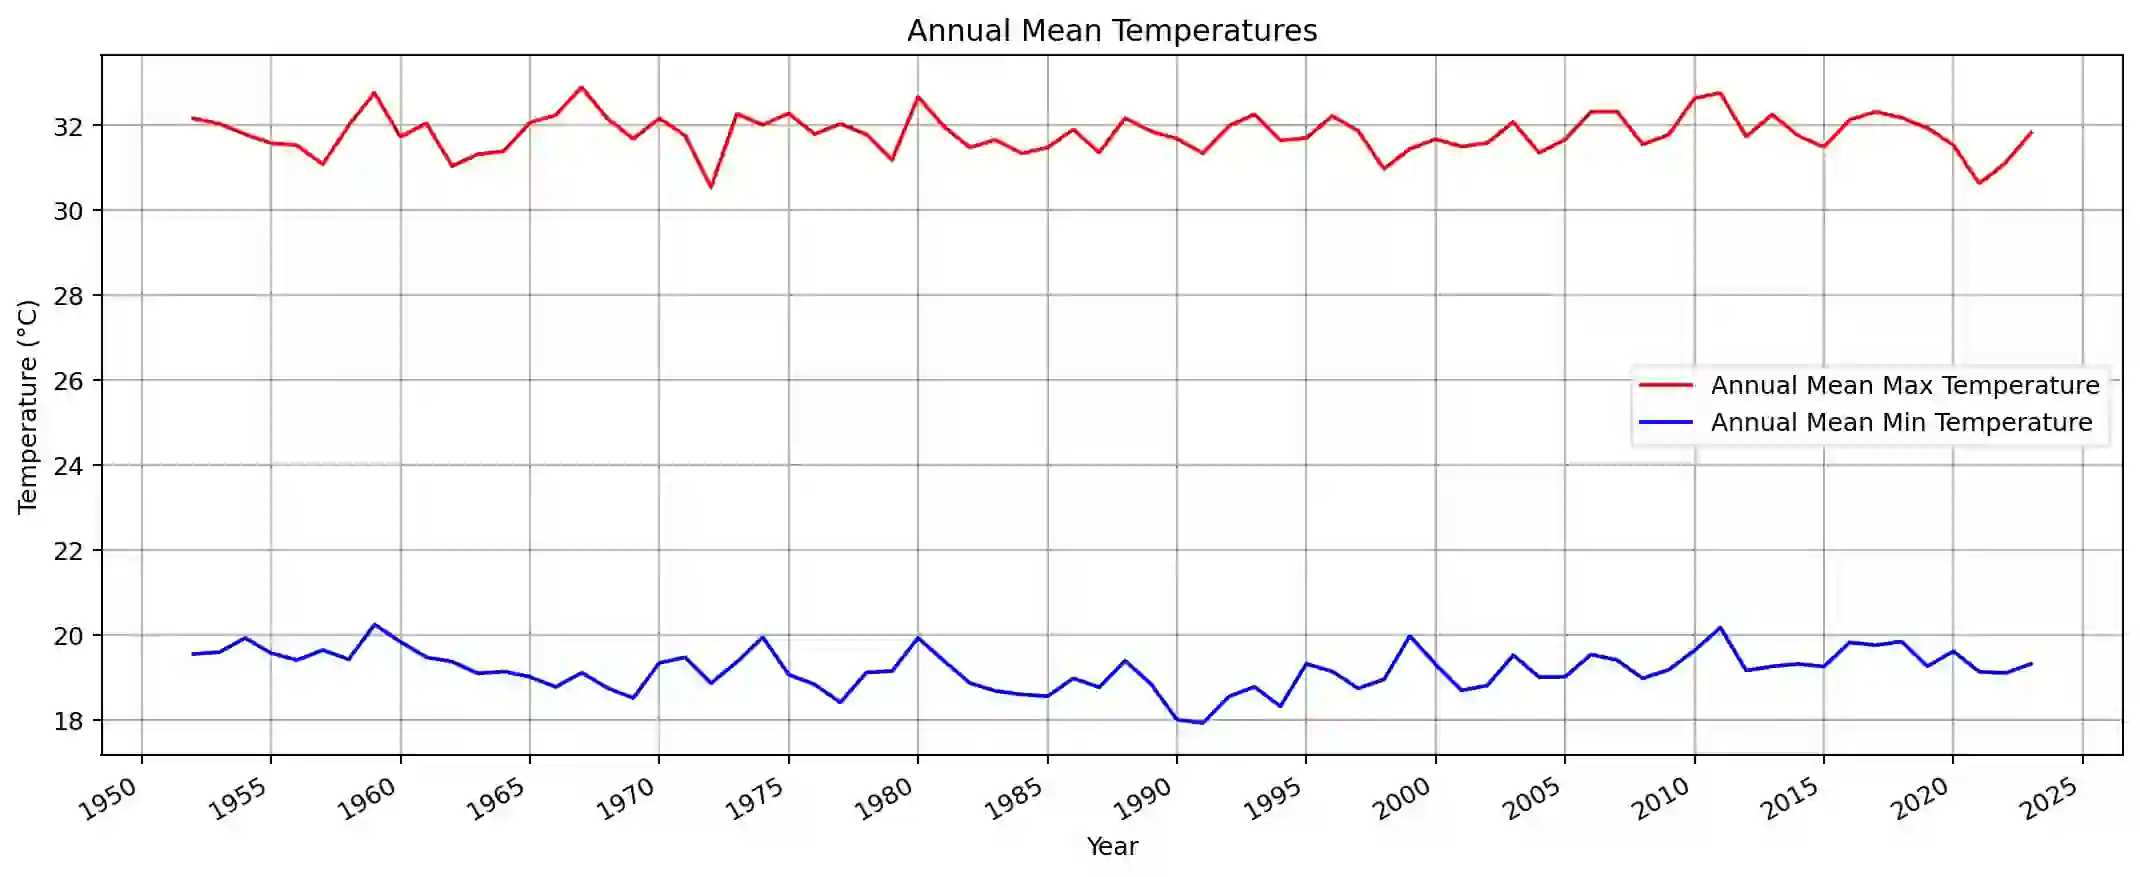 Annual Mean Temperatures
32
30
28
26
24
22
20
18
Temperature (°C)
Annual Mean Max Temperature
Annual Mean Min Temperature
1950 1955 1960 1965 1970 1975 1980 1985 1990 1995 2000 2005 2010 2015 2020 2025
Year